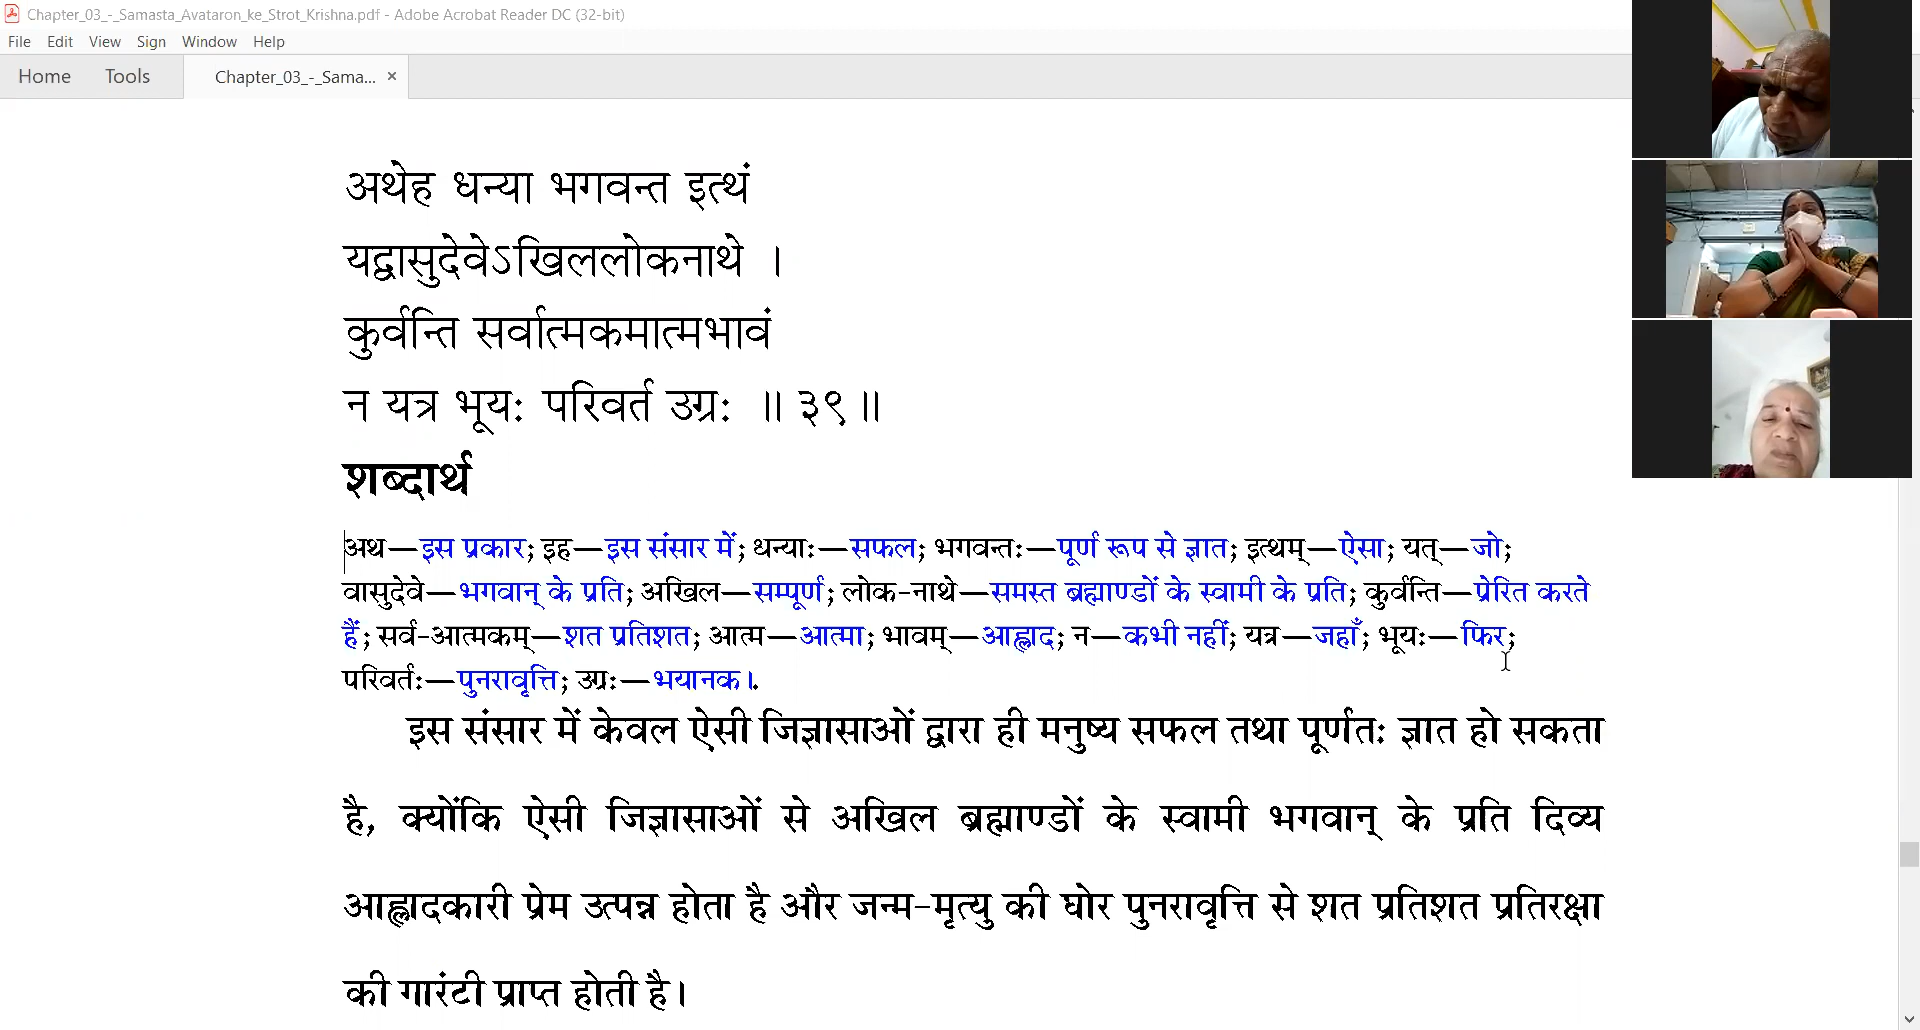 Chapter_03_-_Samasta_Avataron_ke_Strot_Krishna.pdf - Adobe Acrobat Reader DC (32-bit)
File Edit View Sign Window Help
Home Tools Chapter_03_-_Sama... ×
अथेह धन्या भगवन्त इत्थं
यद्वासुदेवेऽखिललोकनाथे ।
कुर्वन्ति सर्वात्मकमात्मभावं
न यत्र भूयः परिवर्त उग्रः ॥ ३९॥
शब्दार्थ
अथ—इस प्रकार; इह—इस संसार में; धन्याः—सफल; भगवन्तः—पूर्ण रूप से ज्ञात; इत्थम्—ऐसा; यत्—जो;
वासुदेवे—भगवान् के प्रति; अखिल—सम्पूर्ण; लोक-नाथे—समस्त ब्रह्माण्डों के स्वामी के प्रति; कुर्वन्ति—प्रेरित करते
हैं; सर्व-आत्मकम्—शत प्रतिशत; आत्म—आत्मा; भावम्—आह्लाद; न—कभी नहीं; यत्र—जहाँ; भूयः—फिर;
परिवर्तः—पुनरावृत्ति; उग्रः—भयानक।.
इस संसार में केवल ऐसी जिज्ञासाओं द्वारा ही मनुष्य सफल तथा पूर्णतः ज्ञात हो सकता
है, क्योंकि ऐसी जिज्ञासाओं से अखिल ब्रह्माण्डों के स्वामी भगवान् के प्रति दिव्य
आह्लादकारी प्रेम उत्पन्न होता है और जन्म-मृत्यु की घोर पुनरावृत्ति से शत प्रतिशत प्रतिरक्षा
की गारंटी प्राप्त होती है।